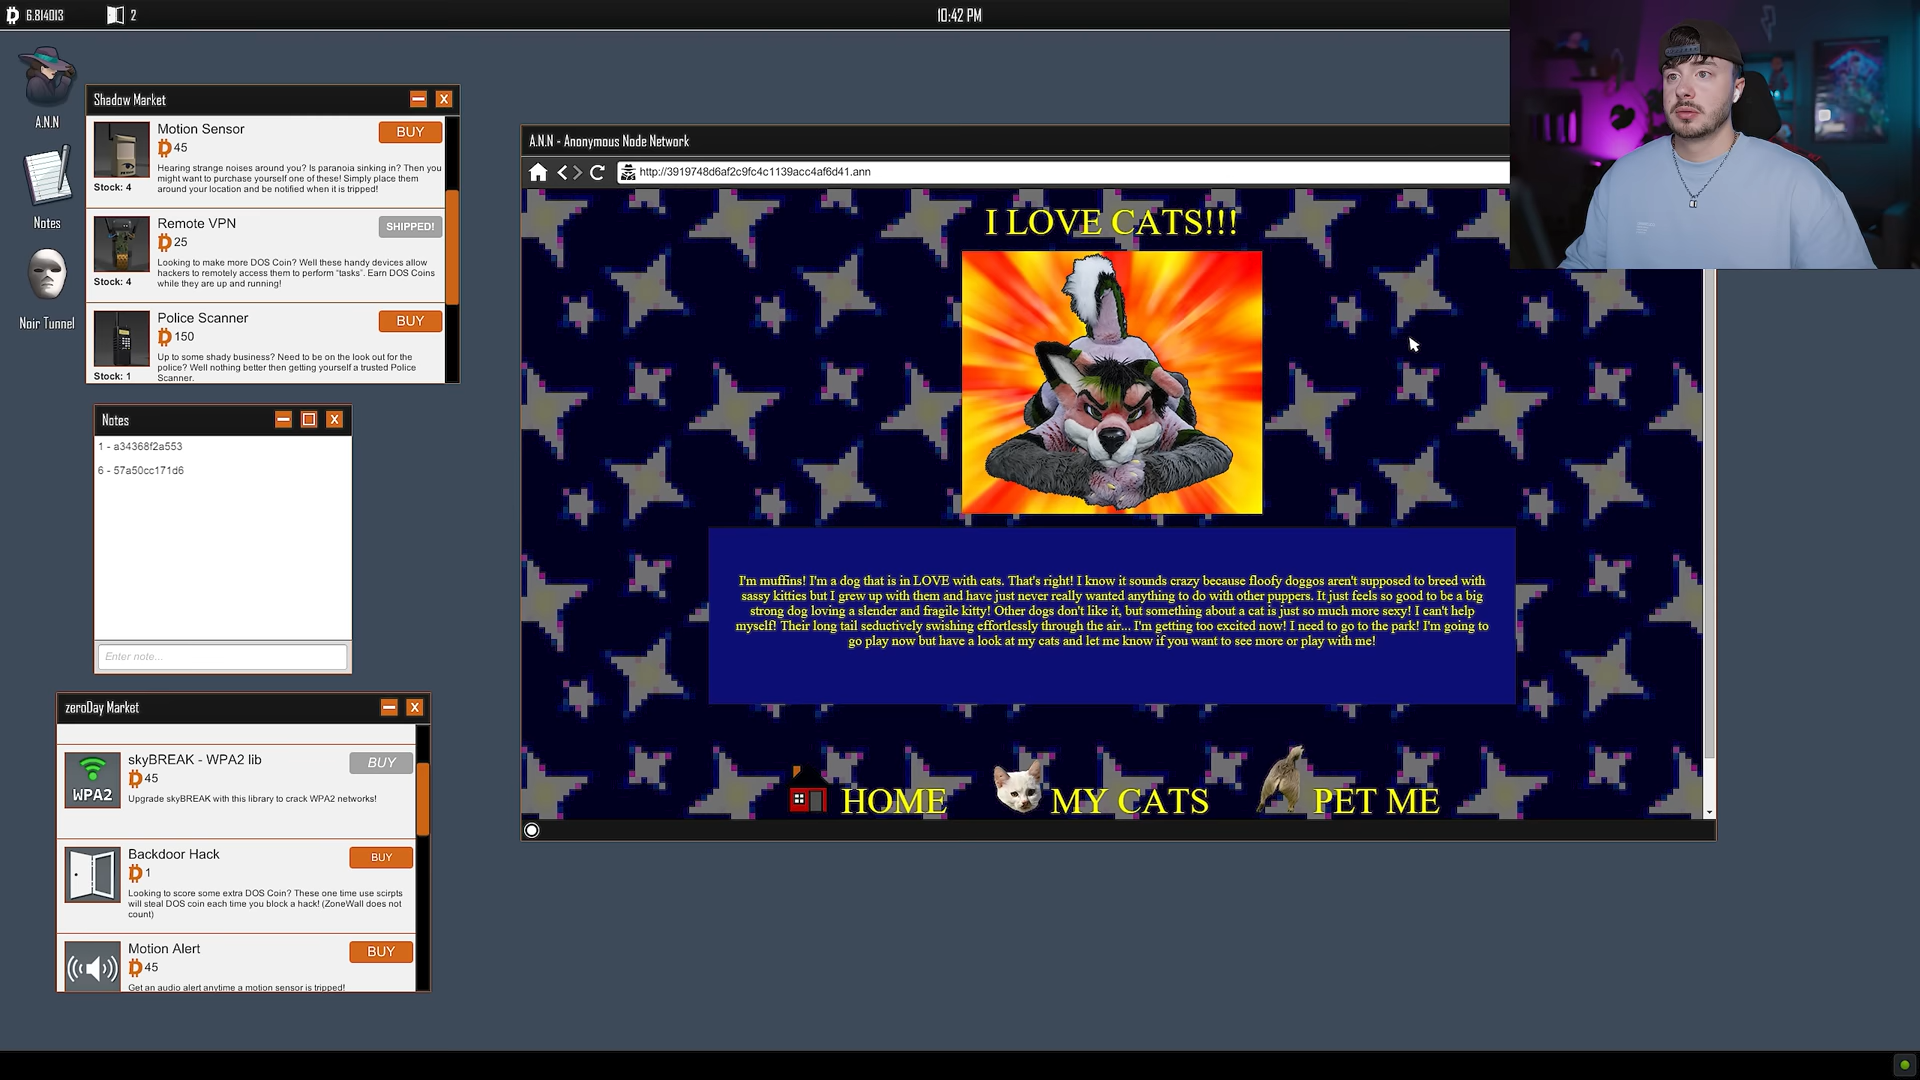 6.814013
2
10:42 PM
A.N.N
Notes
Noir Tunnel
Shadow Market
Motion Sensor
BUY
45
Hearing strange noises around you? Is paranoia sinking in? Then you
might want to purchase yourself one of these! Simply place them
around your location and be notified when it is tripped!
Stock: 4
Remote VPN
SHIPPED!
25
Looking to make more DOS Coin? Well these handy devices allow
hackers to remotely access them to perform "tasks". Earn DOS Coins
while they are up and running!
Stock: 4
Police Scanner
BUY
150
Up to some shady business? Need to be on the look out for the
police? Well nothing better then getting yourself a trusted Police
Scanner.
Stock: 1
Notes
1 - a34368f2a553
6 - 57a50cc171d6
Enter note...
zeroDay Market
skyBREAK - WPA2 lib
BUY
45
WPA2
Upgrade skyBREAK with this library to crack WPA2 networks!
Backdoor Hack
BUY
1
Looking to score some extra DOS Coin? These one time use scirpts
will steal DOS coin each time you block a hack! (ZoneWall does not
count)
Motion Alert
BUY
45
Get an audio alert anytime a motion sensor is tripped!
A.N.N - Anonymous Node Network
http://3919748d6af2c9fc4c1139acc4af6d41.ann
I LOVE CATS!!!
I'm muffins! I'm a dog that is in LOVE with cats. That's right! I know it sounds crazy because floofy doggos aren't supposed to breed with
sassy kitties but I grew up with them and have just never really wanted anything to do with other puppers. It just feels so good to be a big
strong dog loving a slender and fragile kitty! Other dogs don't like it, but something about a cat is just so much more sexy! I can't help
myself! Their long tail seductively swishing effortlessly through the air... I'm getting too excited now! I need to go to the park! I'm going to
go play now but have a look at my cats and let me know if you want to see more or play with me!
HOME
MY CATS
PET ME